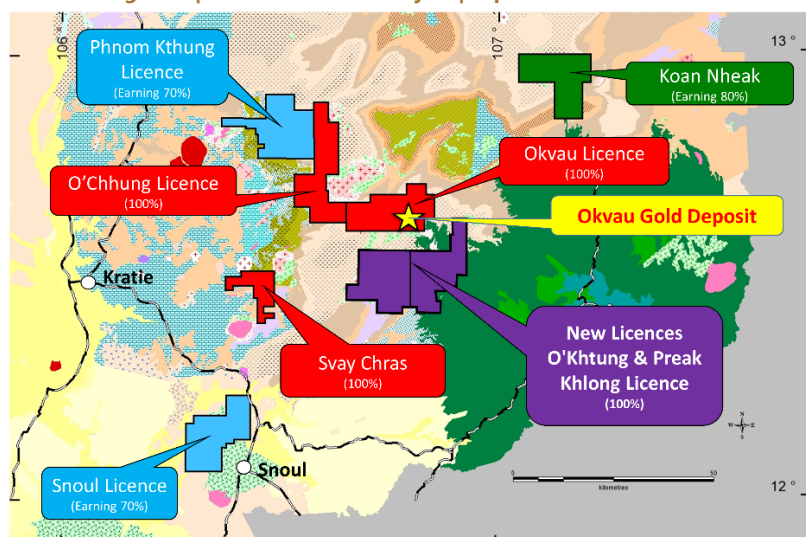 106 °
107 °
13 °
Phnom Kthung
Licence
(Earning 70%)
Koan Nheak
(Earning 80%)
Okvau Licence
(100%)
O'Chhung Licence
(100%)
Okvau Gold Deposit
Kratie
New Licences
O'Khtung & Preak
Khlong Licence
(100%)
Svay Chras
(100%)
W
E
S
0
50
kilometres
Snoul
Snoul Licence
(Earning 70%)
12 °